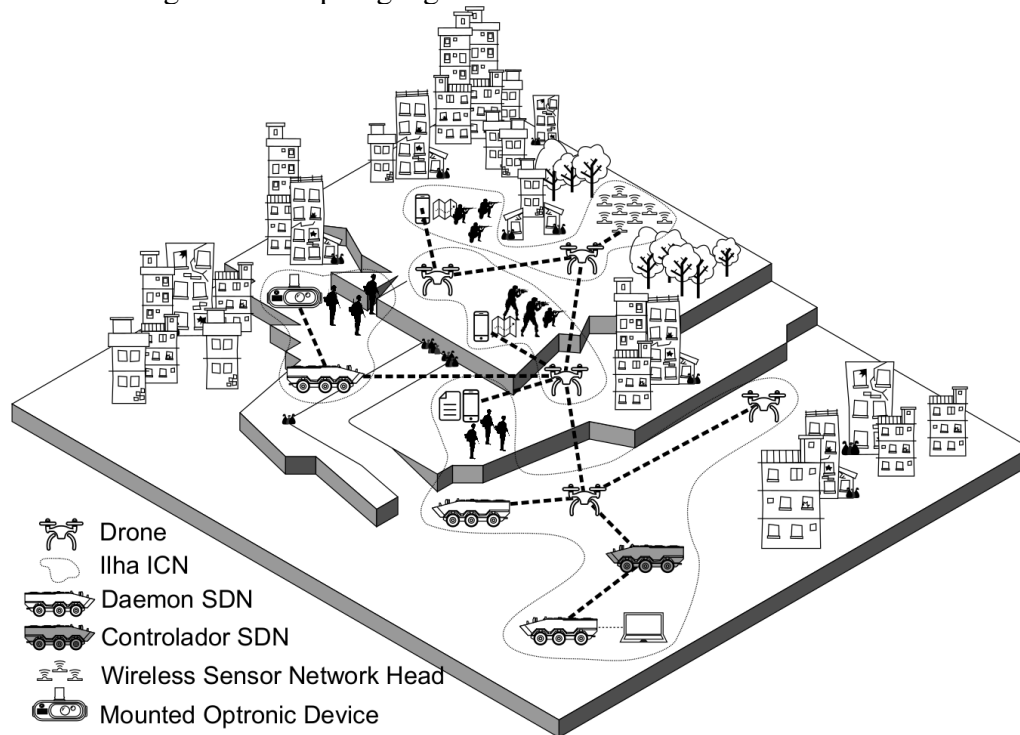 Drone
Ilha ICN
Daemon SDN
Controlador SDN
Wireless Sensor Network Head
Mounted Optronic Device